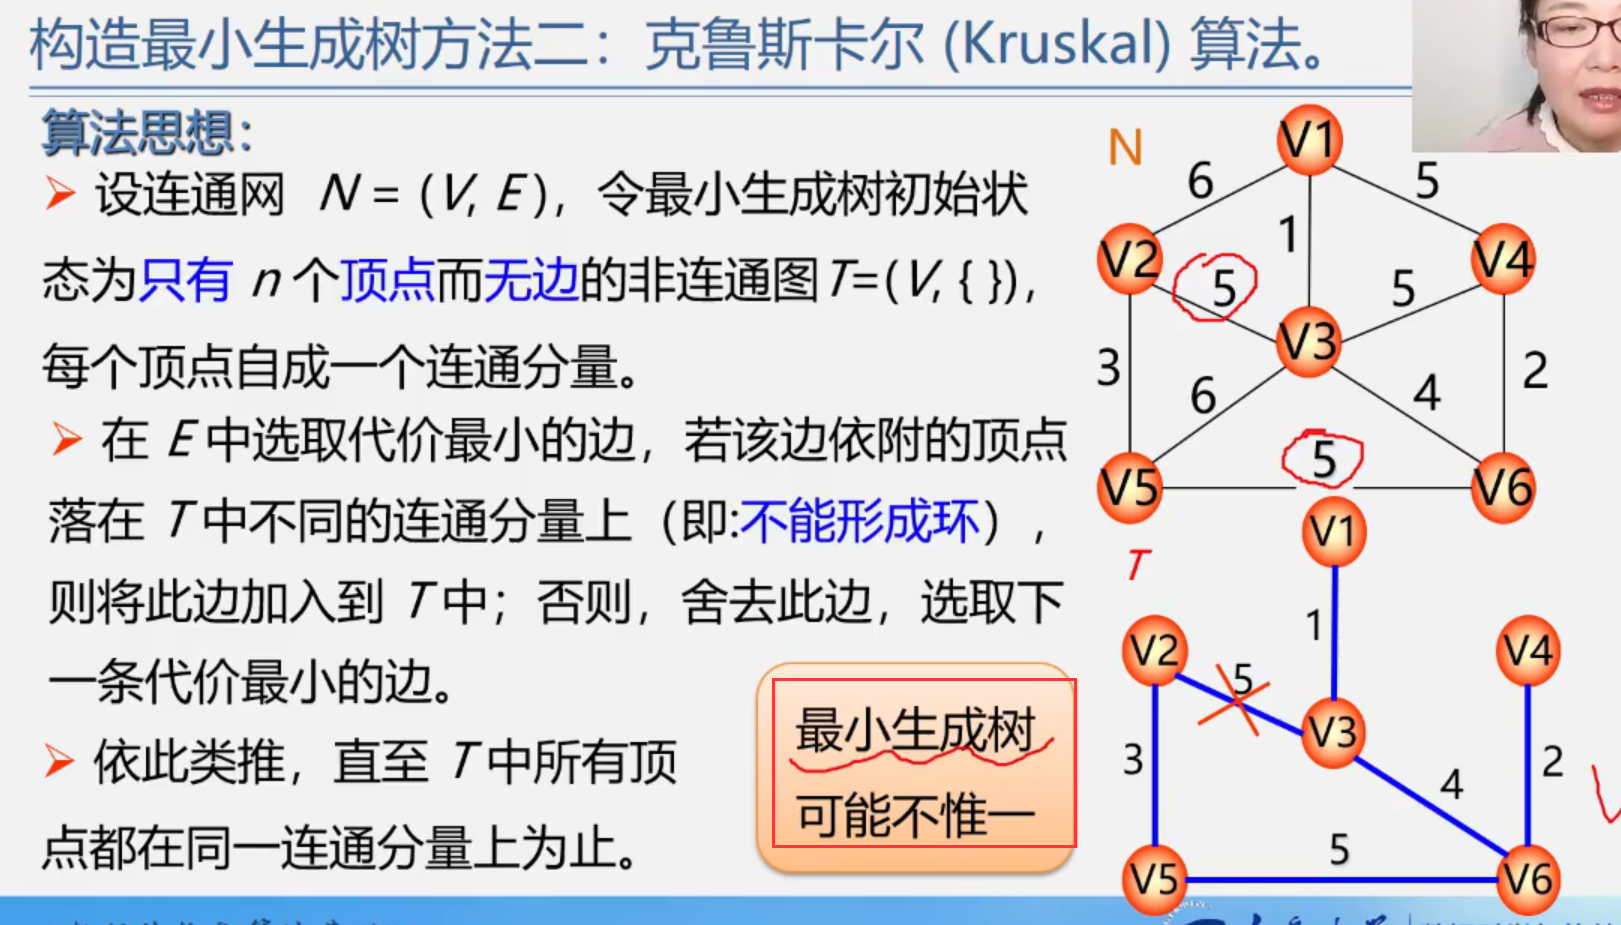 构造最小生成树方法二：克鲁斯卡尔 (Kruskal) 算法。
算法思想：
设连通网 N = (V, E )，令最小生成树初始状
态为只有 n 个顶点而无边的非连通图T=(V, { })，
每个顶点自成一个连通分量。
在 E 中选取代价最小的边，若该边依附的顶点
落在 T 中不同的连通分量上（即:不能形成环），
则将此边加入到 T 中；否则，舍去此边，选取下
一条代价最小的边。
依此类推，直至 T 中所有顶
点都在同一连通分量上为止。
最小生成树
可能不惟一
N
V1
6
5
1
V2
5
5
V4
V3
3
6
4
2
5
V5
V6
T
V1
1
V2
5
V4
V3
3
4
2
5
V5
V6